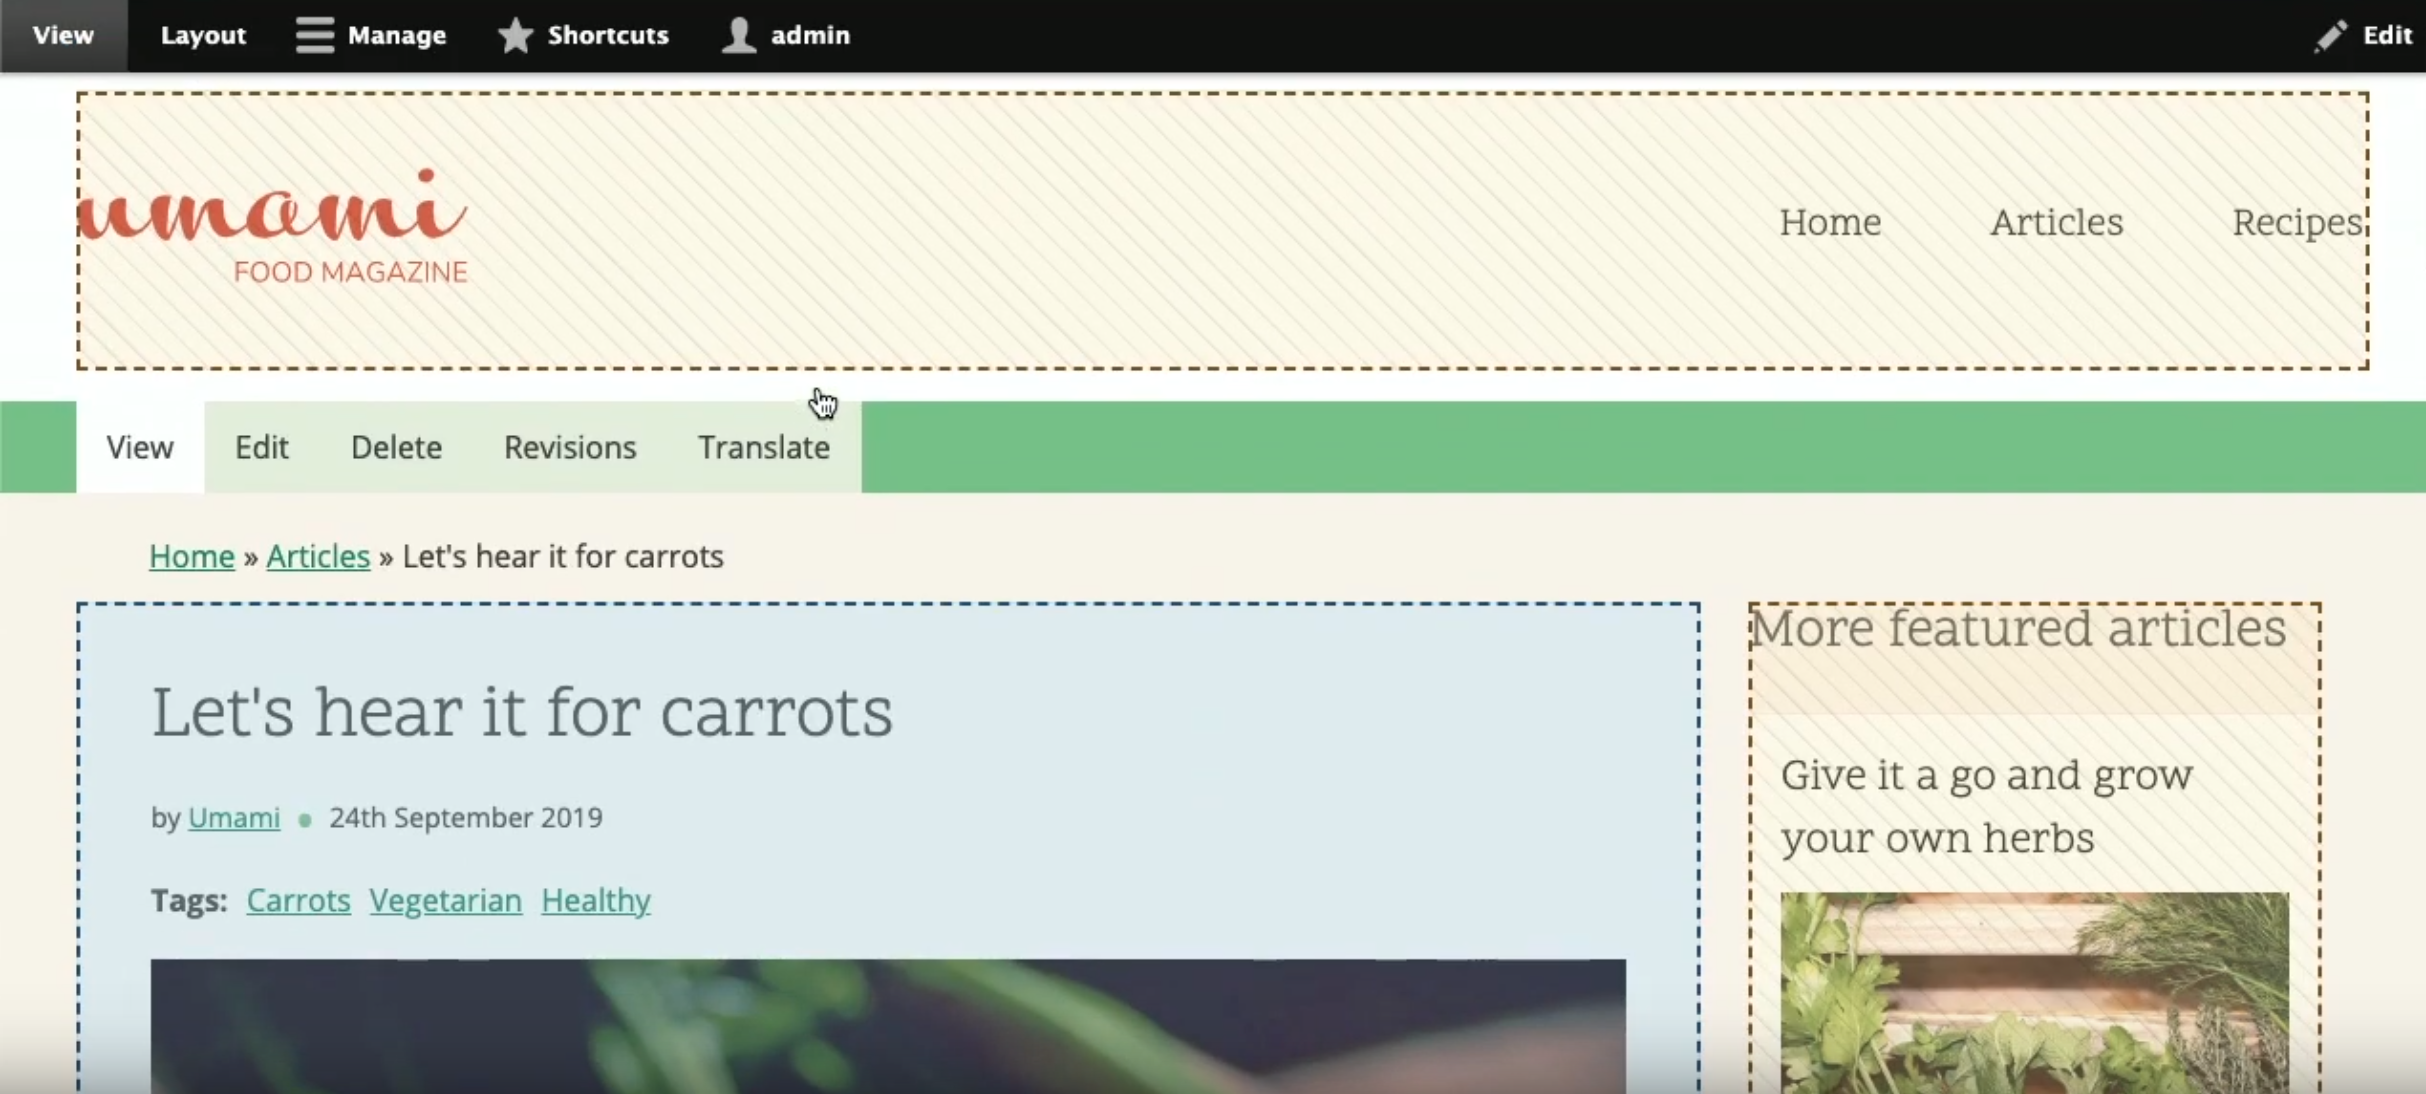 View Layout Manage Shortcuts admin Edit
umami
FOOD MAGAZINE
Home Articles Recipes
View Edit Delete Revisions Translate
Home » Articles » Let's hear it for carrots
Let's hear it for carrots
by Umami • 24th September 2019
Tags: Carrots Vegetarian Healthy
More featured articles
Give it a go and grow
your own herbs